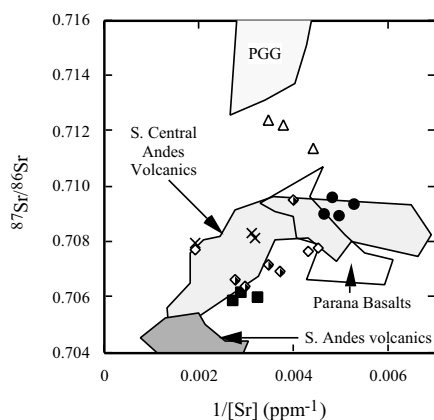 0.716
PGG
0.714
0.712
S. Central
Andes
Volcanics
0.710
0.708
0.706
Parana Basalts
S. Andes volcanics
0.704
0 0.002 0.004 0.006
1/[Sr] (ppm⁻¹)
⁸⁷Sr/⁸⁶Sr